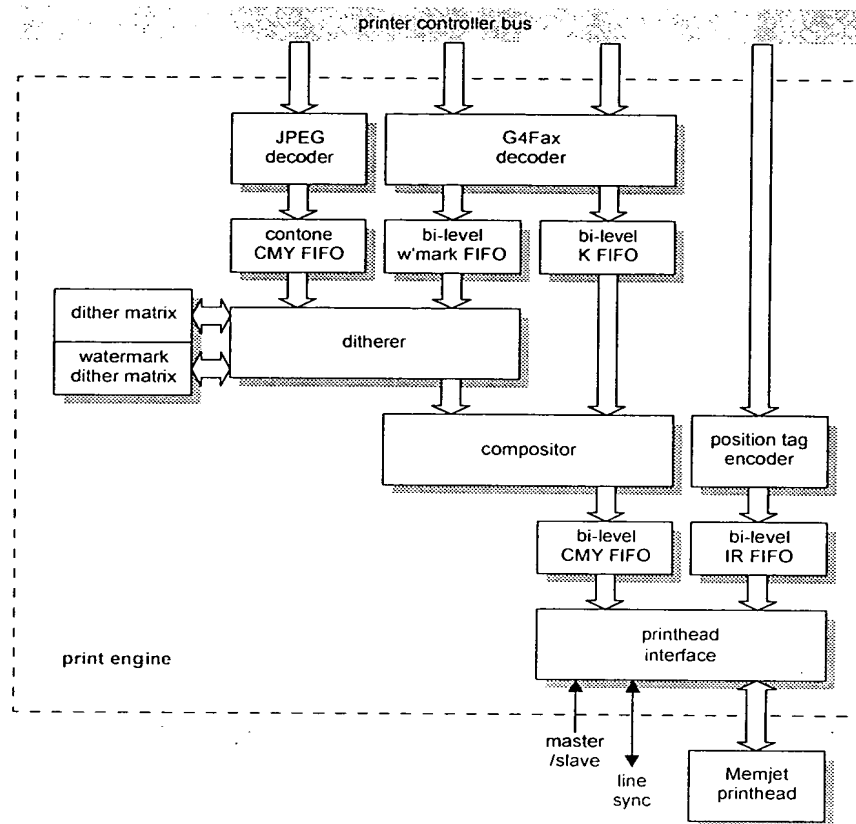 printer controller bus
JPEG
decoder
G4Fax
decoder
contone
CMY FIFO
bi-level
w'mark FIFO
bi-level
K FIFO
dither matrix
watermark
dither matrix
ditherer
compositor
position tag
encoder
bi-level
CMY FIFO
bi-level
IR FIFO
printhead
interface
print engine
master
/slave
line
sync
Memjet
printhead